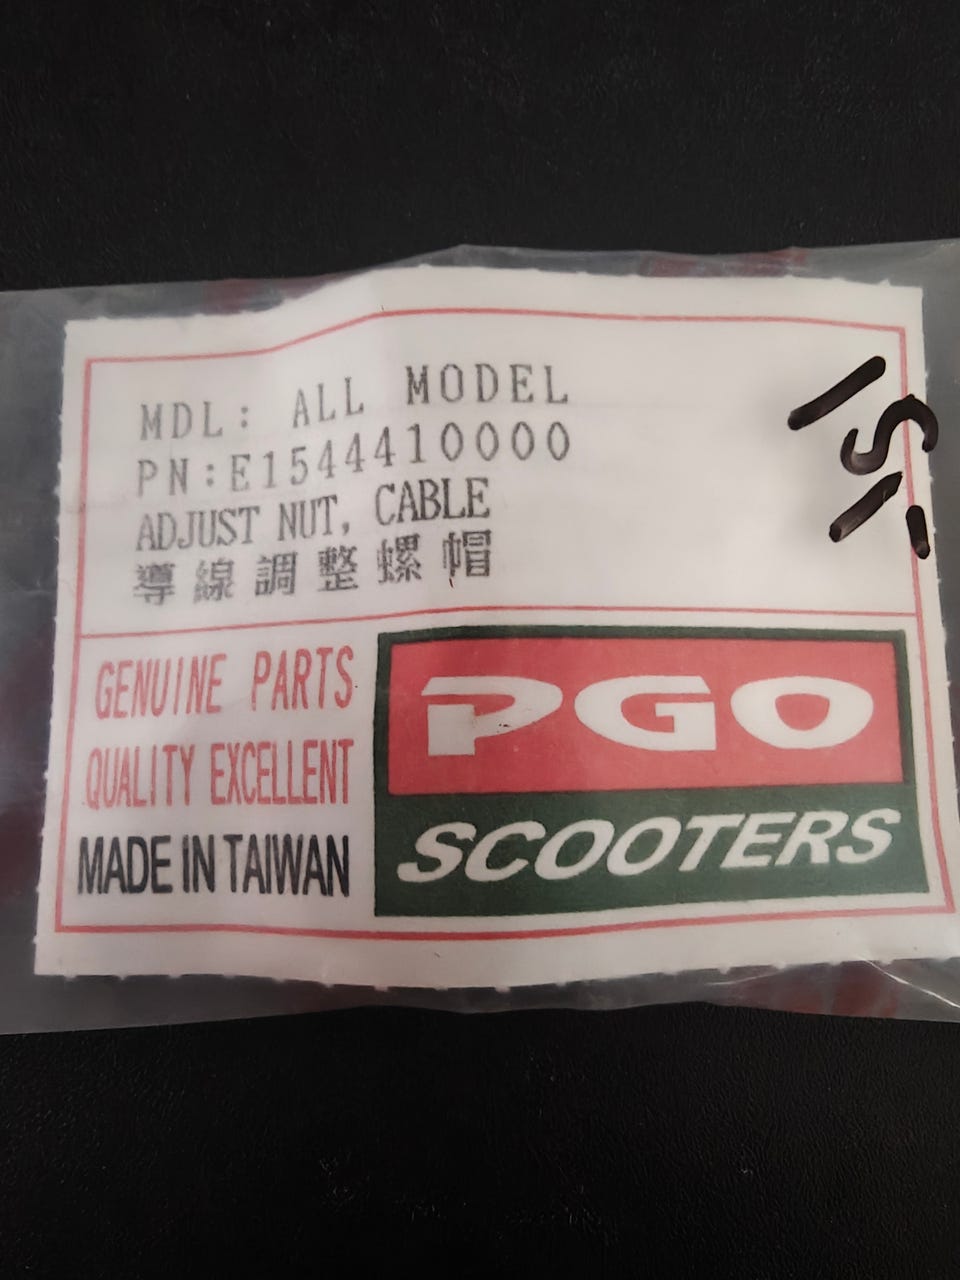 MDL: ALL MODEL
PN:E1544410000
ADJUST NUT, CABLE
導線調整螺帽
GENUINE PARTS
QUALITY EXCELLENT
MADE IN TAIWAN
PGO
SCOOTERS